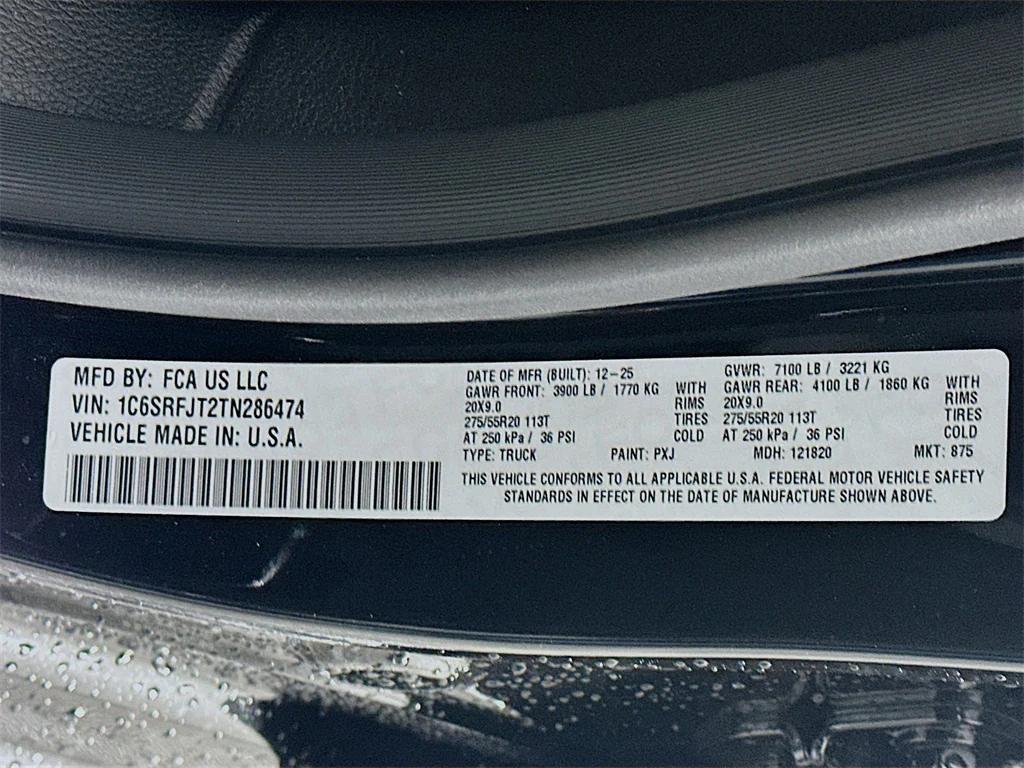 MFD BY: FCA US LLC
VIN: 1C6SRFJT2TN286474
VEHICLE MADE IN: U.S.A.
DATE OF MFR (BUILT): 12-25 GVWR: 7100 LB / 3221 KG
GAWR FRONT: 3900 LB / 1770 KG WITH GAWR REAR: 4100 LB / 1860 KG WITH
20X9.0 RIMS 20X9.0 RIMS
275/55R20 113T TIRES 275/55R20 113T TIRES
AT 250 kPa / 36 PSI COLD AT 250 kPa / 36 PSI COLD
TYPE: TRUCK PAINT: PXJ MDH: 121820 MKT: 875
THIS VEHICLE CONFORMS TO ALL APPLICABLE U.S.A. FEDERAL MOTOR VEHICLE SAFETY
STANDARDS IN EFFECT ON THE DATE OF MANUFACTURE SHOWN ABOVE.